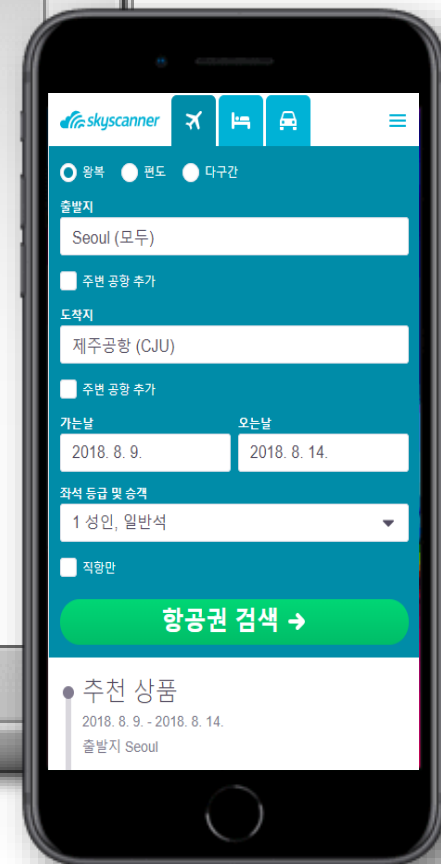 skyscanner
왕복 편도 다구간
출발지
Seoul (모두)
주변 공항 추가
도착지
제주공항 (CJU)
주변 공항 추가
가는날 오는날
2018. 8. 9. 2018. 8. 14.
좌석 등급 및 승객
1 성인, 일반석
직항만
항공권 검색 →
추천 상품
2018. 8. 9. - 2018. 8. 14.
출발지 Seoul